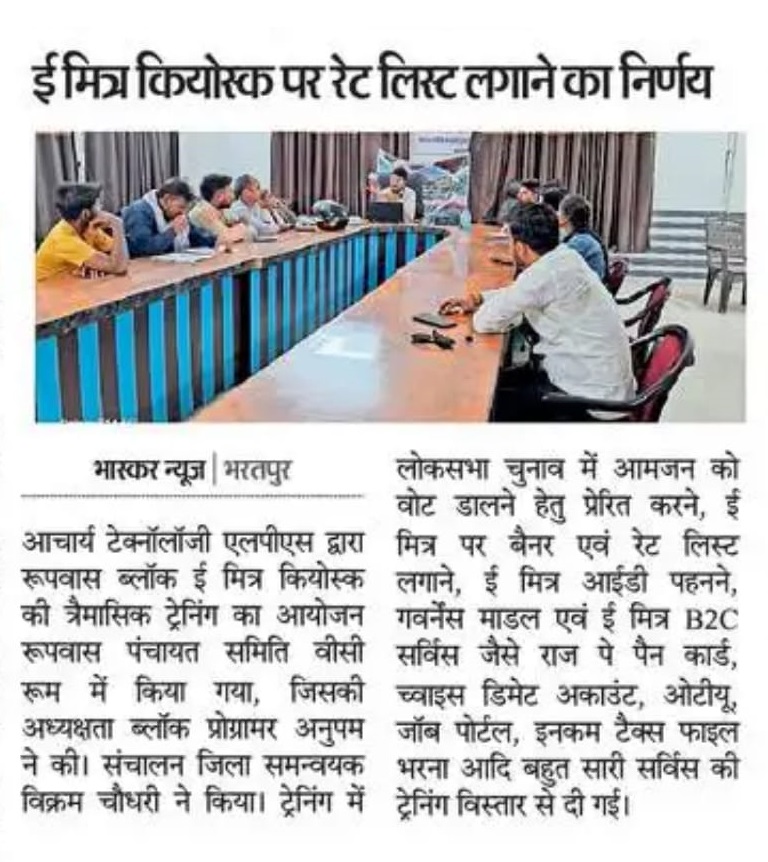 ई मित्र कियोस्क पर रेट लिस्ट लगाने का निर्णय
भास्कर न्यूज | भरतपुर
आचार्य टेक्नॉलॉजी एलपीएस द्वारा
रूपवास ब्लॉक ई मित्र कियोस्क
की त्रैमासिक ट्रेनिंग का आयोजन
रूपवास पंचायत समिति वीसी
रूम में किया गया, जिसकी
अध्यक्षता ब्लॉक प्रोग्रामर अनुपम
ने की। संचालन जिला समन्वयक
विक्रम चौधरी ने किया। ट्रेनिंग में
लोकसभा चुनाव में आमजन को
वोट डालने हेतु प्रेरित करने, ई
मित्र पर बैनर एवं रेट लिस्ट
लगाने, ई मित्र आईडी पहनने,
गवर्नेंस माडल एवं ई मित्र B2C
सर्विस जैसे राज पे पैन कार्ड,
च्वाइस डिमेट अकाउंट, ओटीयू,
जॉब पोर्टल, इनकम टैक्स फाइल
भरना आदि बहुत सारी सर्विस की
ट्रेनिंग विस्तार से दी गई।